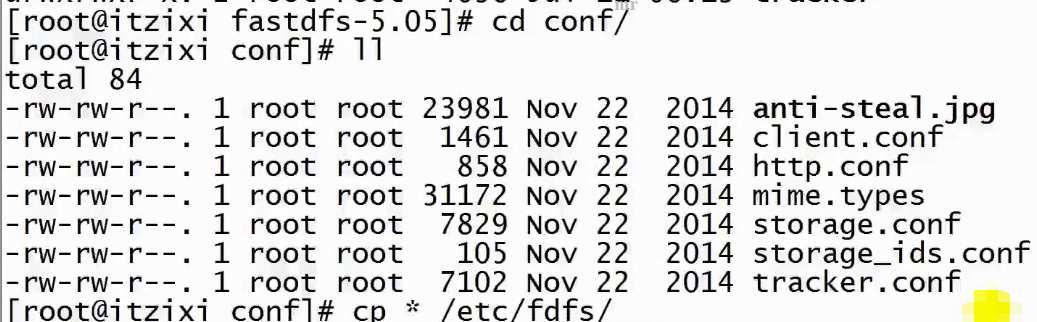 [root@itzixi fastdfs-5.05]# cd conf/
[root@itzixi conf]# ll
total 84
-rw-rw-r--. 1 root root 23981 Nov 22  2014 anti-steal.jpg
-rw-rw-r--. 1 root root  1461 Nov 22  2014 client.conf
-rw-rw-r--. 1 root root   858 Nov 22  2014 http.conf
-rw-rw-r--. 1 root root 31172 Nov 22  2014 mime.types
-rw-rw-r--. 1 root root  7829 Nov 22  2014 storage.conf
-rw-rw-r--. 1 root root   105 Nov 22  2014 storage_ids.conf
-rw-rw-r--. 1 root root  7102 Nov 22  2014 tracker.conf
[root@itzixi conf]# cp * /etc/fdfs/